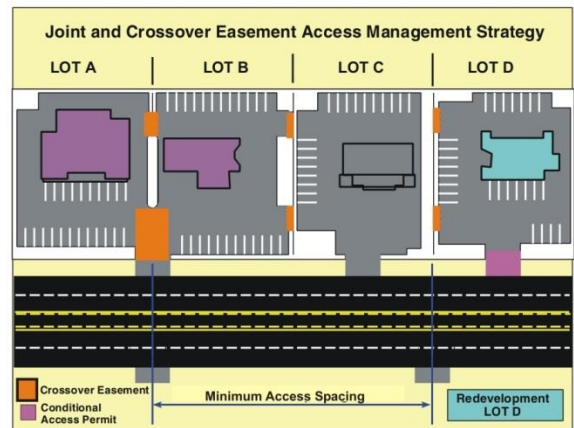 Joint and Crossover Easement Access Management Strategy
LOT A LOT B LOT C LOT D
Minimum Access Spacing
Crossover Easement
Conditional
Access Permit
Redevelopment
LOT D